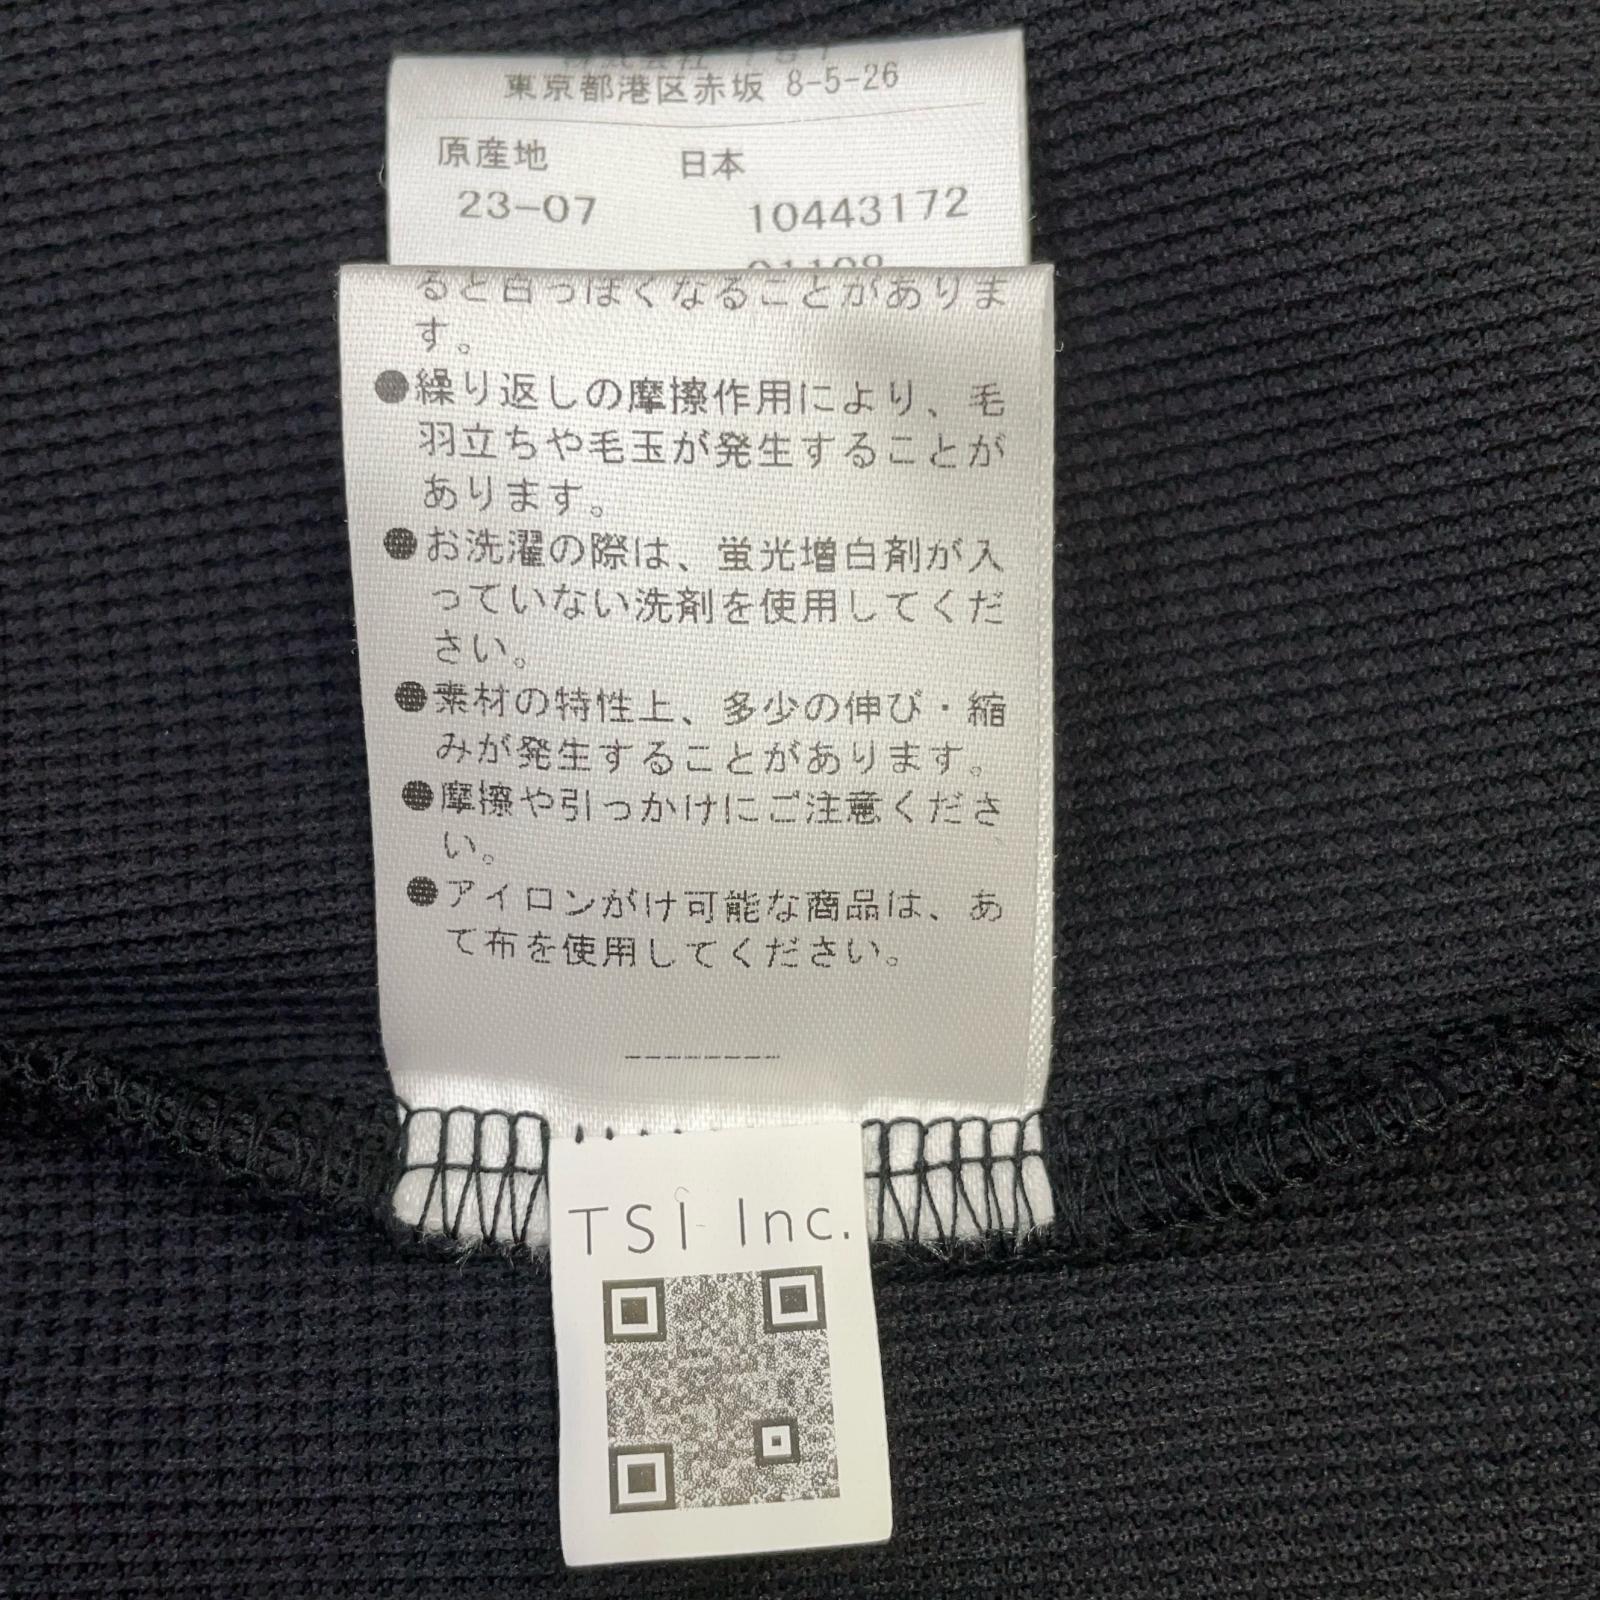 株式会社 TSI
東京都港区赤坂 8-5-26
原産地 日本
23-07 10443172
ると白っぽくなることがありま
す。
●繰り返しの摩擦作用により、毛
羽立ちや毛玉が発生することが
あります。
●お洗濯の際は、蛍光増白剤が入
っていない洗剤を使用してくだ
さい。
●素材の特性上、多少の伸び・縮
みが発生することがあります。
●摩擦や引っかけにご注意くださ
い。
●アイロンがけ可能な商品は、あ
て布を使用してください。
TSI Inc.